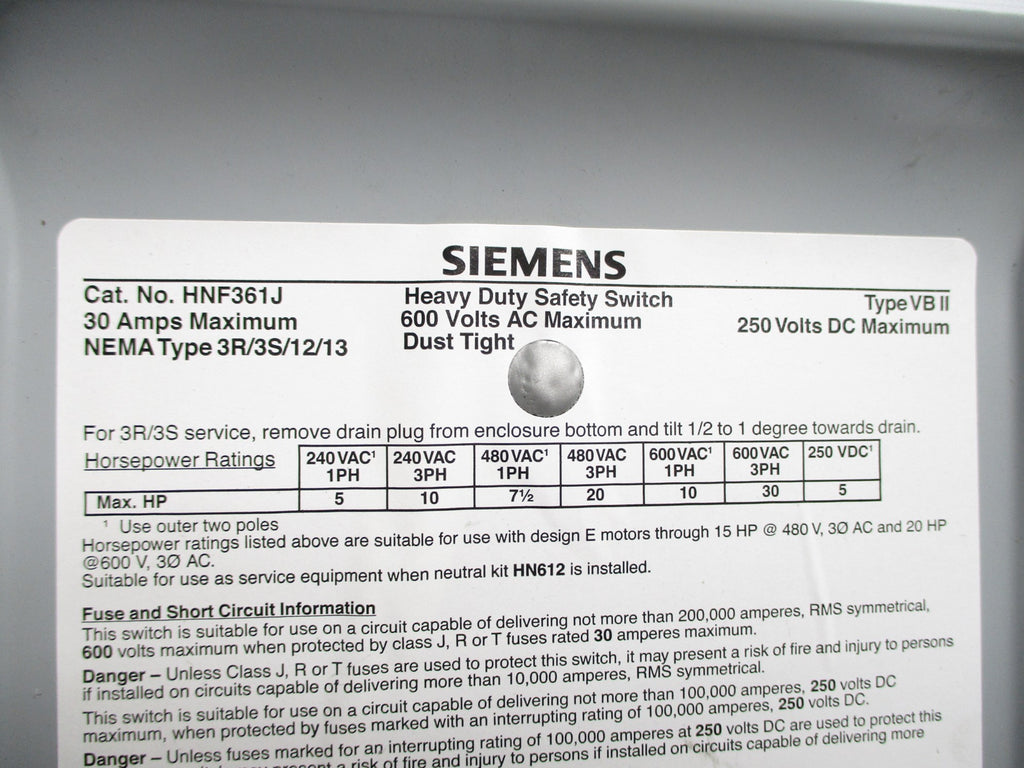 SIEMENS
Cat. No. HNF361J Heavy Duty Safety Switch Type VB II
30 Amps Maximum 600 Volts AC Maximum 250 Volts DC Maximum
NEMA Type 3R/3S/12/13 Dust Tight
For 3R/3S service, remove drain plug from enclosure bottom and tilt 1/2 to 1 degree towards drain.
Horsepower Ratings 240 VAC¹ 1PH 240 VAC 3PH 480 VAC¹ 1PH 480 VAC 3PH 600 VAC¹ 1PH 600 VAC 3PH 250 VDC¹
Max. HP 5 10 7½ 20 10 30 5
¹ Use outer two poles
Horsepower ratings listed above are suitable for use with design E motors through 15 HP @ 480 V, 3Ø AC and 20 HP
@600 V, 3Ø AC.
Suitable for use as service equipment when neutral kit HN612 is installed.
Fuse and Short Circuit Information
This switch is suitable for use on a circuit capable of delivering not more than 200,000 amperes, RMS symmetrical,
600 volts maximum when protected by class J, R or T fuses rated 30 amperes maximum.
Danger – Unless Class J, R or T fuses are used to protect this switch, it may present a risk of fire and injury to persons
if installed on circuits capable of delivering more than 10,000 amperes, RMS symmetrical.
This switch is suitable for use on a circuit capable of delivering not more than 100,000 amperes, 250 volts DC
maximum, when protected by fuses marked with an interrupting rating of 100,000 amperes, 250 volts DC.
Danger – Unless fuses marked for an interrupting rating of 100,000 amperes at 250 volts DC are used to protect this
present a risk of fire and injury to persons if installed on circuits capable of delivering more